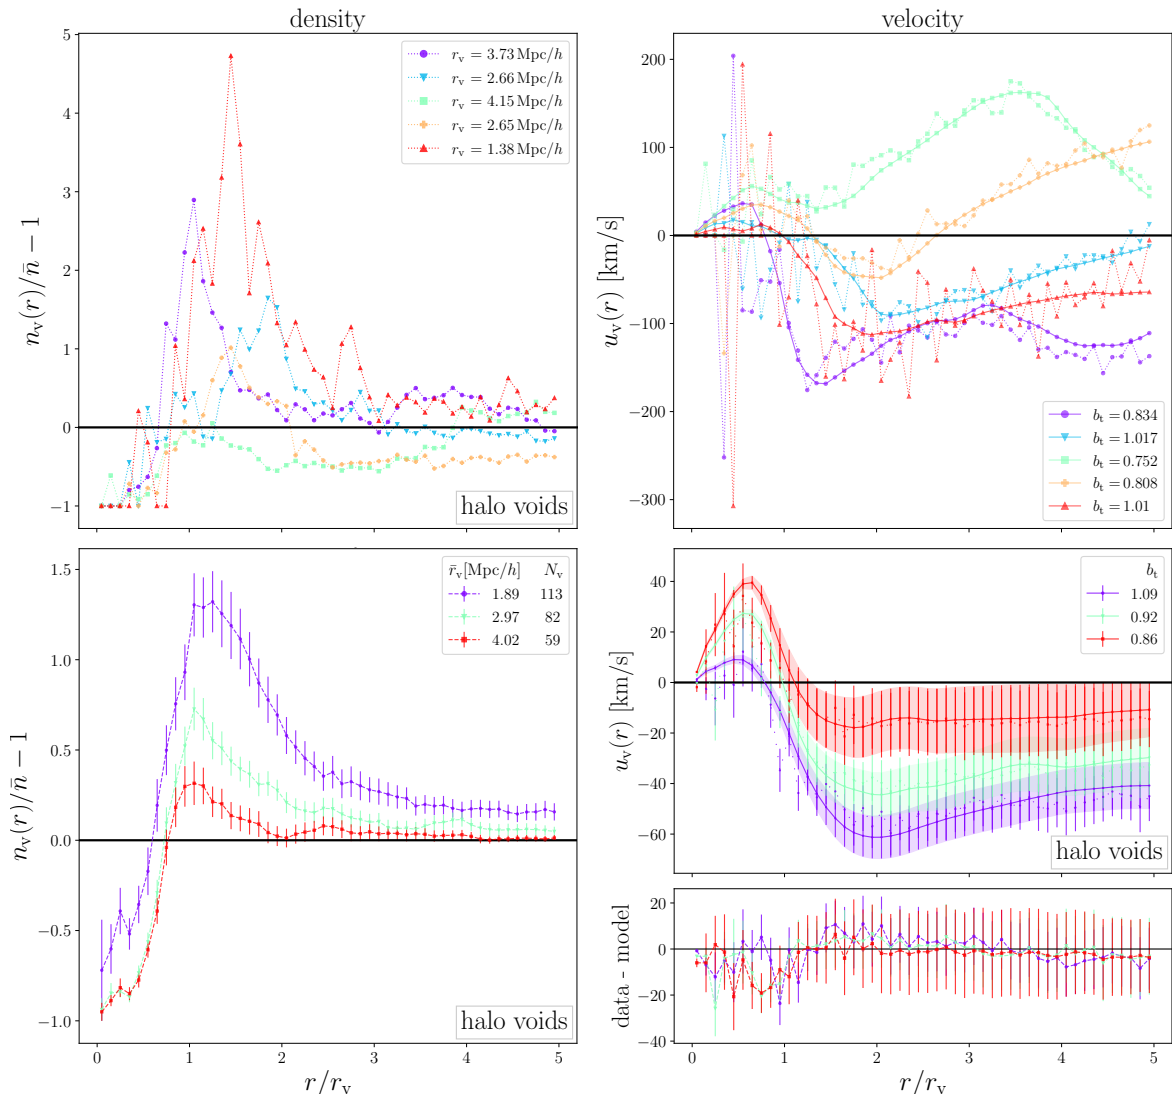 density
velocity
5
4
3
2
1
0
−1
n_v(r)/n̄ − 1
r_v = 3.73 Mpc/h
r_v = 2.66 Mpc/h
r_v = 4.15 Mpc/h
r_v = 2.65 Mpc/h
r_v = 1.38 Mpc/h
halo voids
200
100
0
−100
−200
−300
u_v(r) [km/s]
b_t = 0.834
b_t = 1.017
b_t = 0.752
b_t = 0.808
b_t = 1.01
1.5
1.0
0.5
0.0
−0.5
−1.0
n_v(r)/n̄ − 1
r̄_v[Mpc/h] N_v
1.89 113
2.97 82
4.02 59
halo voids
0 1 2 3 4 5
r/r_v
40
20
0
−20
−40
−60
u_v(r) [km/s]
b_t
1.09
0.92
0.86
halo voids
20
0
−20
−40
data - model
0 1 2 3 4 5
r/r_v